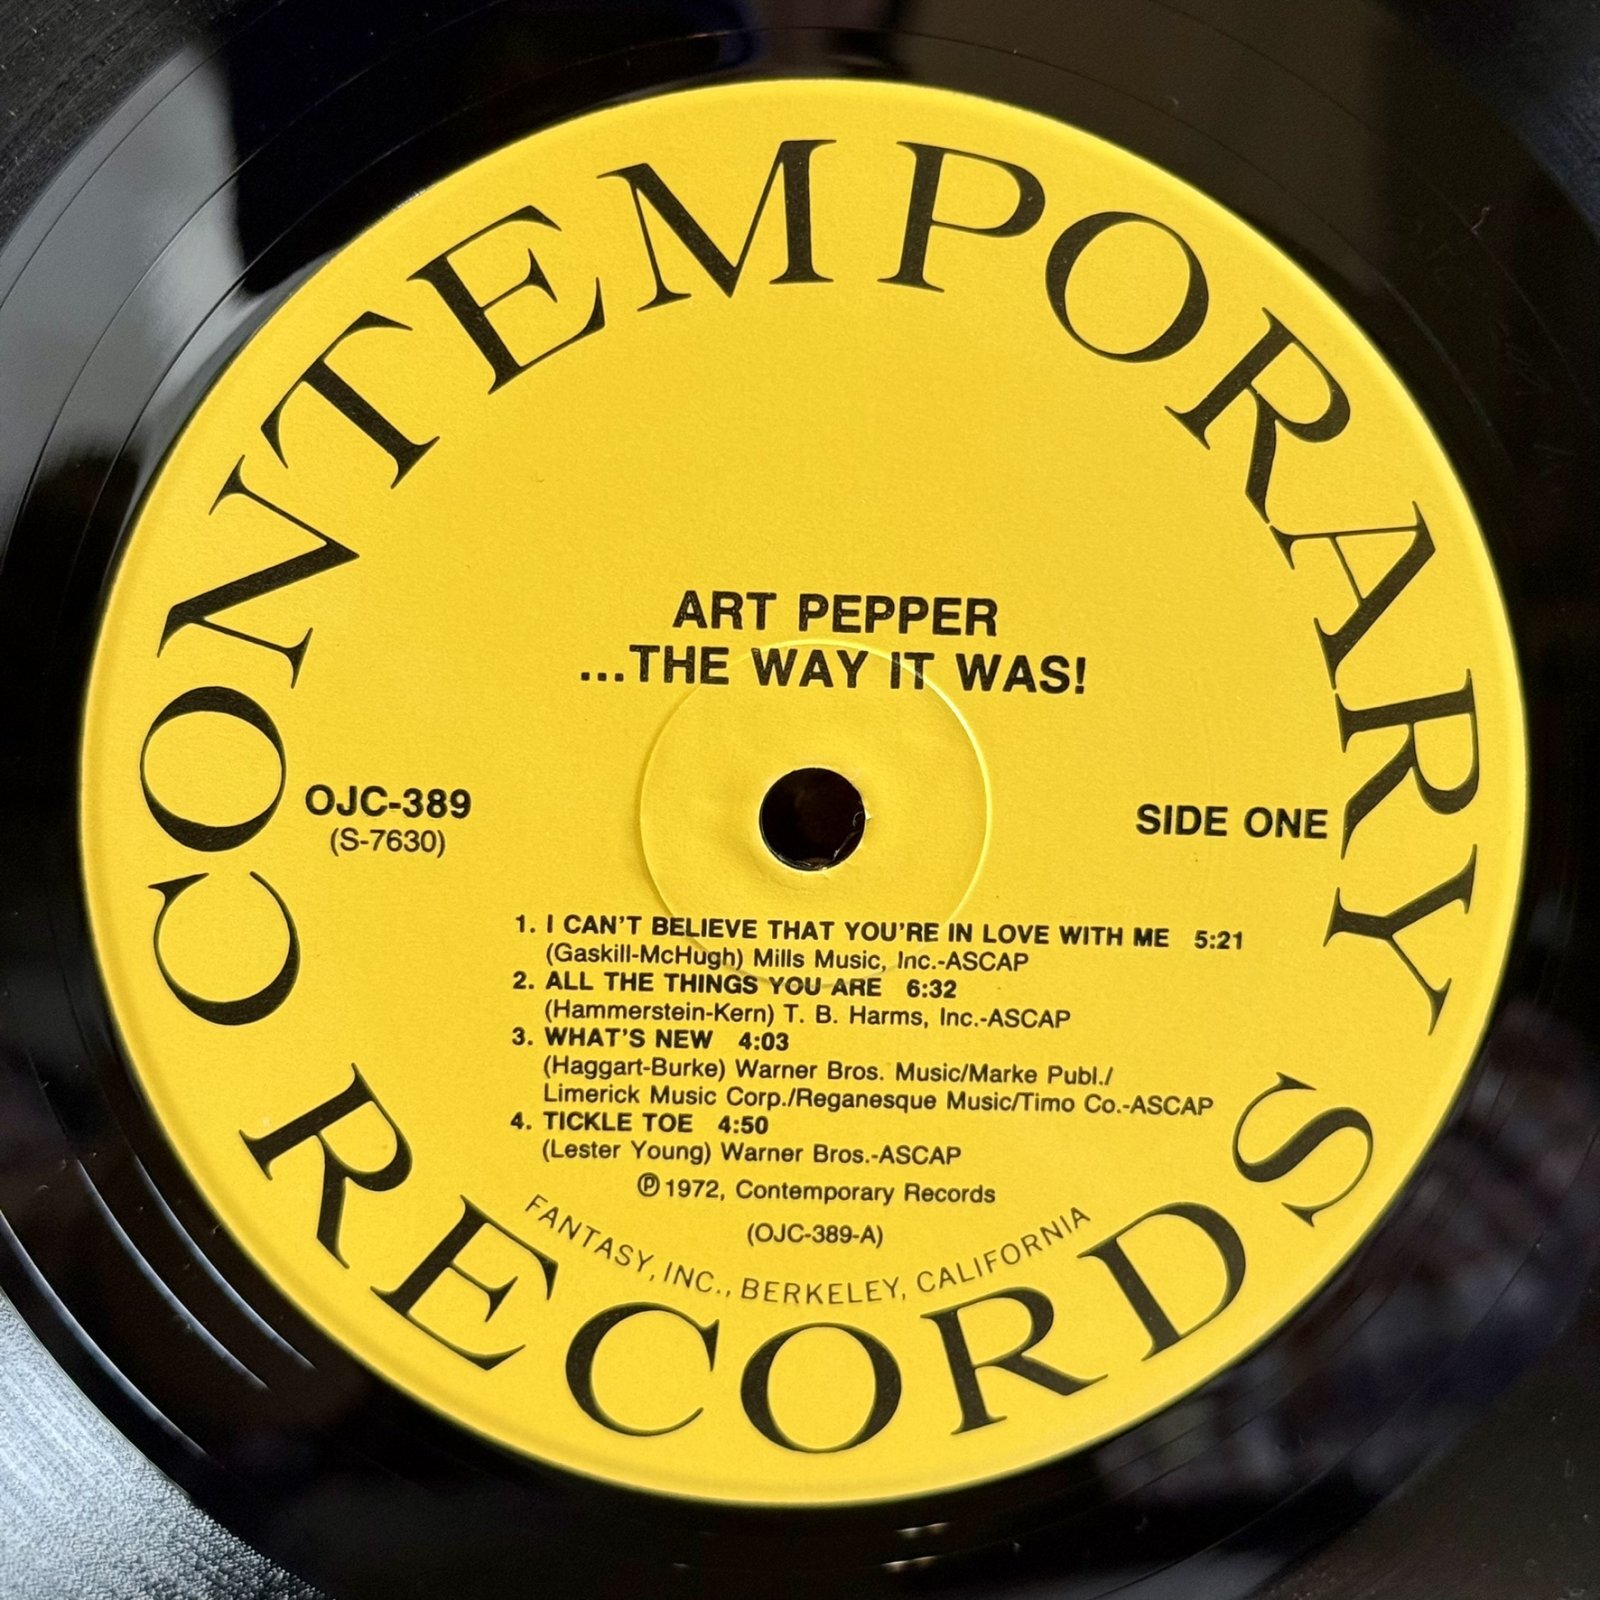 CONTEMPORARY RECORDS
ART PEPPER
...THE WAY IT WAS!
OJC-389
(S-7630)
SIDE ONE
1. I CAN'T BELIEVE THAT YOU'RE IN LOVE WITH ME 5:21
(Gaskill-McHugh) Mills Music, Inc.-ASCAP
2. ALL THE THINGS YOU ARE 6:32
(Hammerstein-Kern) T. B. Harms, Inc.-ASCAP
3. WHAT'S NEW 4:03
(Haggart-Burke) Warner Bros. Music/Marke Publ./
Limerick Music Corp./Reganesque Music/Timo Co.-ASCAP
4. TICKLE TOE 4:50
(Lester Young) Warner Bros.-ASCAP
℗ 1972, Contemporary Records
(OJC-389-A)
FANTASY, INC., BERKELEY, CALIFORNIA